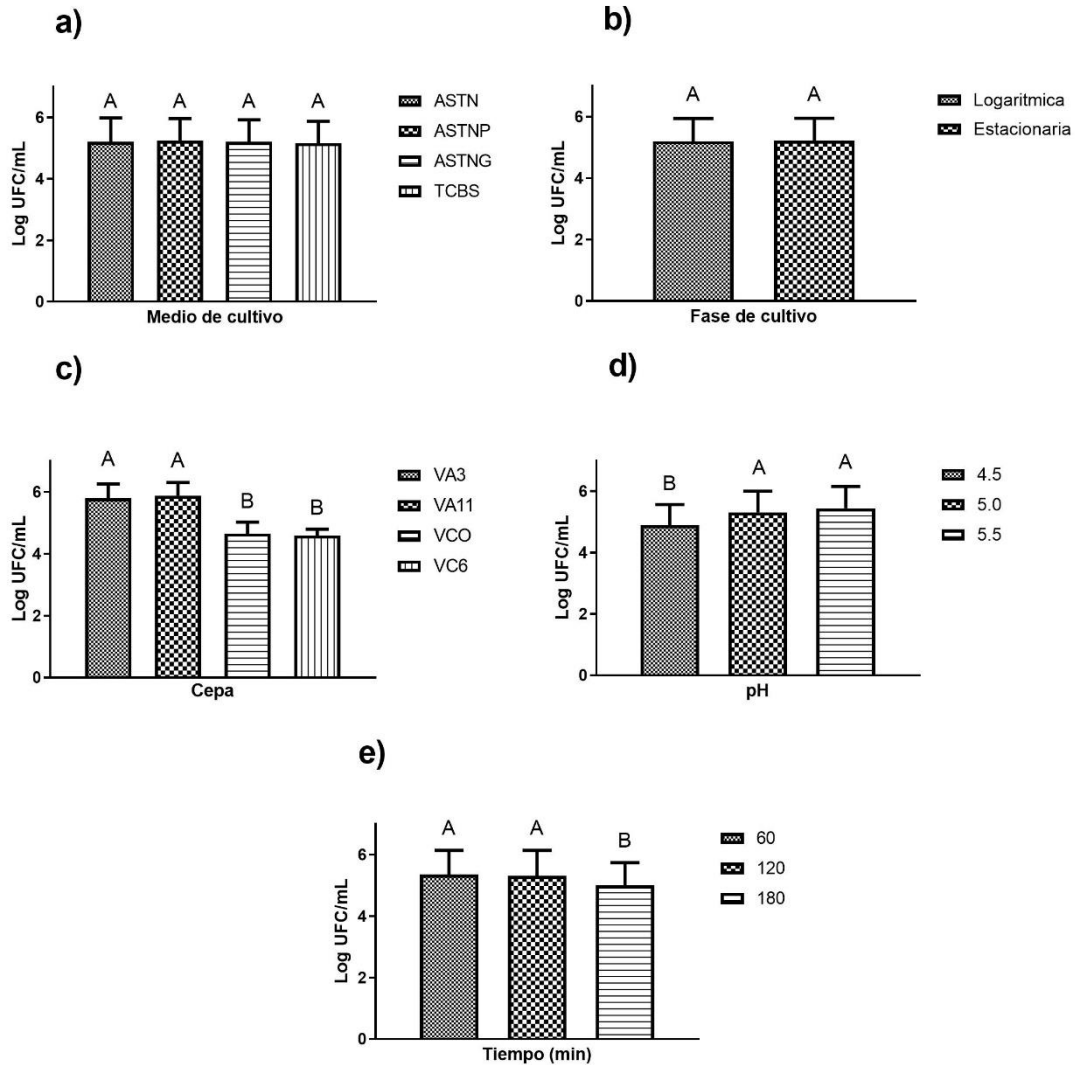 a)
Log UFC/mL
6
4
2
0
A
A
A
A
Medio de cultivo
ASTN
ASTNP
ASTNG
TCBS
b)
Log UFC/mL
6
4
2
0
A
A
Fase de cultivo
Logaritmica
Estacionaria
c)
Log UFC/mL
6
4
2
0
A
A
B
B
Cepa
VA3
VA11
VCO
VC6
d)
Log UFC/mL
6
4
2
0
B
A
A
pH
4.5
5.0
5.5
e)
Log UFC/mL
6
4
2
0
A
A
B
Tiempo (min)
60
120
180